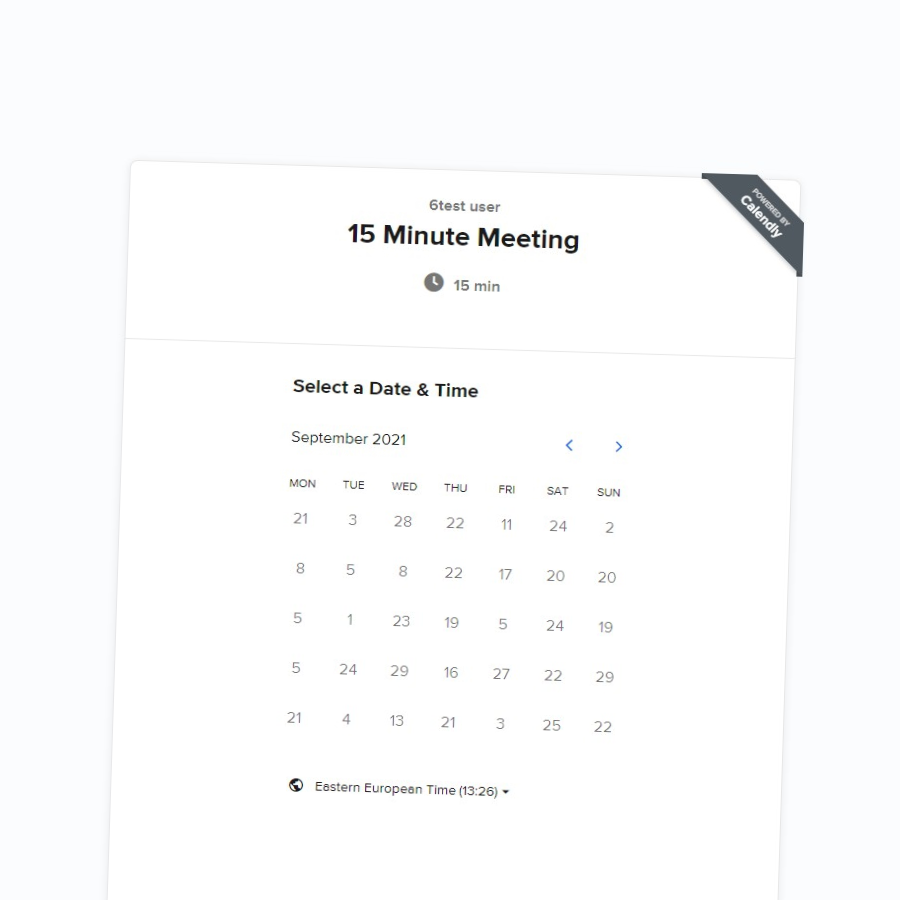 POWERED BY
Calendly
6test user
15 Minute Meeting
15 min
Select a Date & Time
September 2021
MON TUE WED THU FRI SAT SUN
21 3 28 22 11 24 2
8 5 8 22 17 20 20
5 1 23 19 5 24 19
5 24 29 16 27 22 29
21 4 13 21 3 25 22
Eastern European Time (13:26)